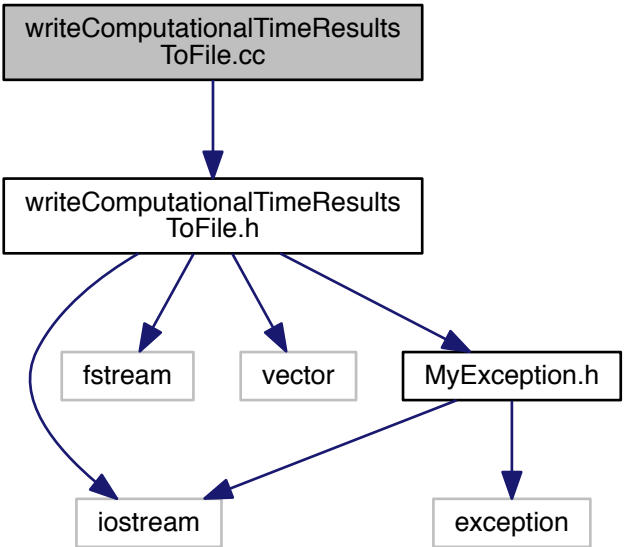 writeComputationalTimeResults
ToFile.cc
writeComputationalTimeResults
ToFile.h
fstream
vector
MyException.h
iostream
exception